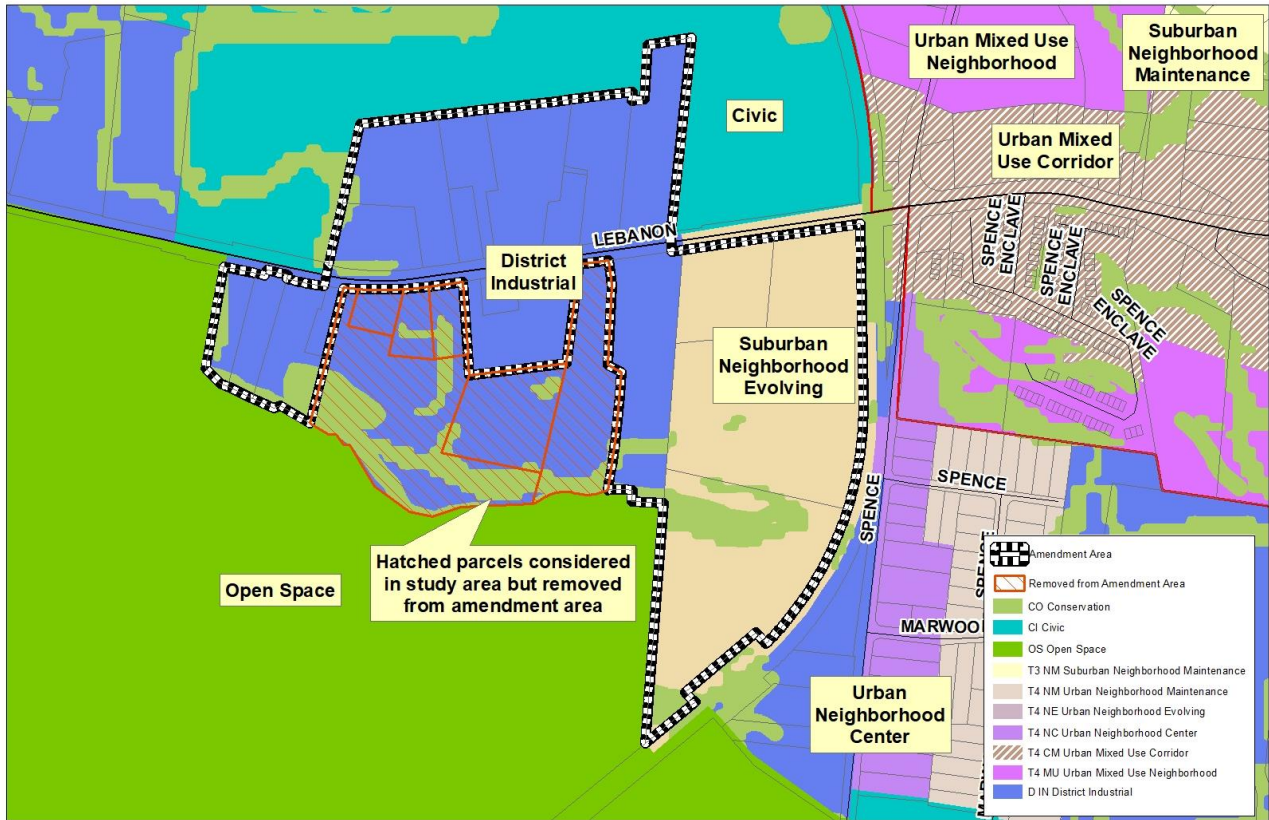 Urban Mixed Use
Neighborhood
Suburban
Neighborhood
Maintenance
Civic
Urban Mixed
Use Corridor
LEBANON
SPENCE
ENCLAVE
SPENCE
ENCLAVE
SPENCE
ENCLAVE
District
Industrial
Suburban
Neighborhood
Evolving
SPENCE
SPENCE
SPENCE
Hatched parcels considered
in study area but removed
from amendment area
Open Space
Urban
Neighborhood
Center
Amendment Area
Removed from Amendment Area
CO Conservation
CI Civic
OS Open Space
T3 NM Suburban Neighborhood Maintenance
T4 NM Urban Neighborhood Maintenance
T4 NE Urban Neighborhood Evolving
T4 NC Urban Neighborhood Center
T4 CM Urban Mixed Use Corridor
T4 MU Urban Mixed Use Neighborhood
D IN District Industrial